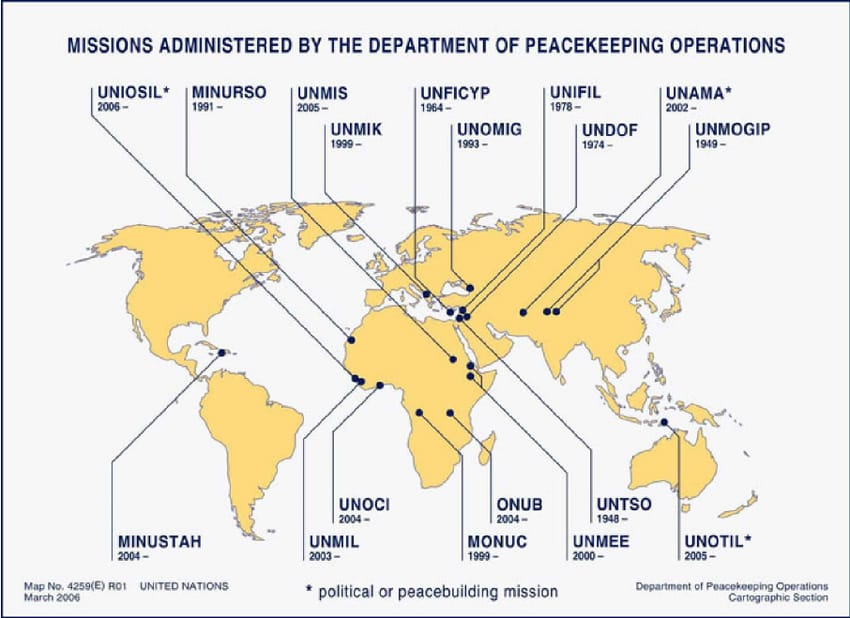 MISSIONS ADMINISTERED BY THE DEPARTMENT OF PEACEKEEPING OPERATIONS
UNIOSIL*
2006 –
MINURSO
1991 –
UNMIS
2005 –
UNFICYP
1964 –
UNIFIL
1978 –
UNAMA*
2002 –
UNMIK
1999 –
UNOMIG
1993 –
UNDOF
1974 –
UNMOGIP
1949 –
UNOCI
2004 –
ONUB
2004 –
UNTSO
1948 –
MINUSTAH
2004 –
UNMIL
2003 –
MONUC
1999 –
UNMEE
2000 –
UNOTIL*
2005 –
Map No. 4259(E) R01 UNITED NATIONS
March 2006
* political or peacebuilding mission
Department of Peacekeeping Operations
Cartographic Section